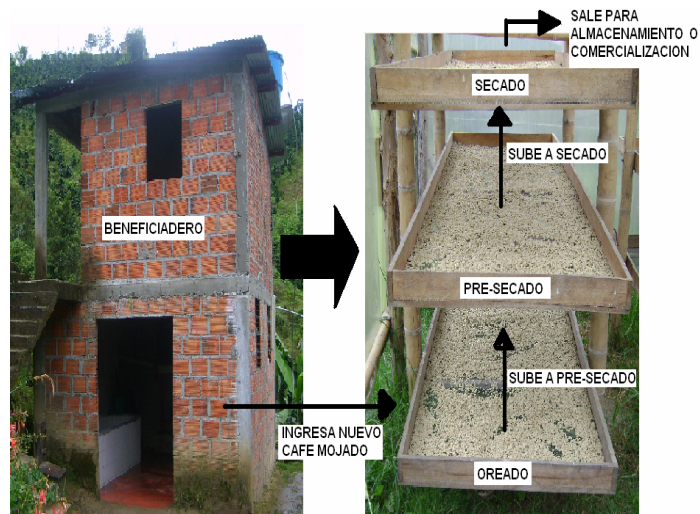 SALE PARA
ALMACENAMIENTO O
COMERCIALIZACION
SECADO
SUBE A SECADO
BENEFICIADERO
PRE-SECADO
SUBE A PRE-SECADO
INGRESA NUEVO
CAFE MOJADO
OREADO